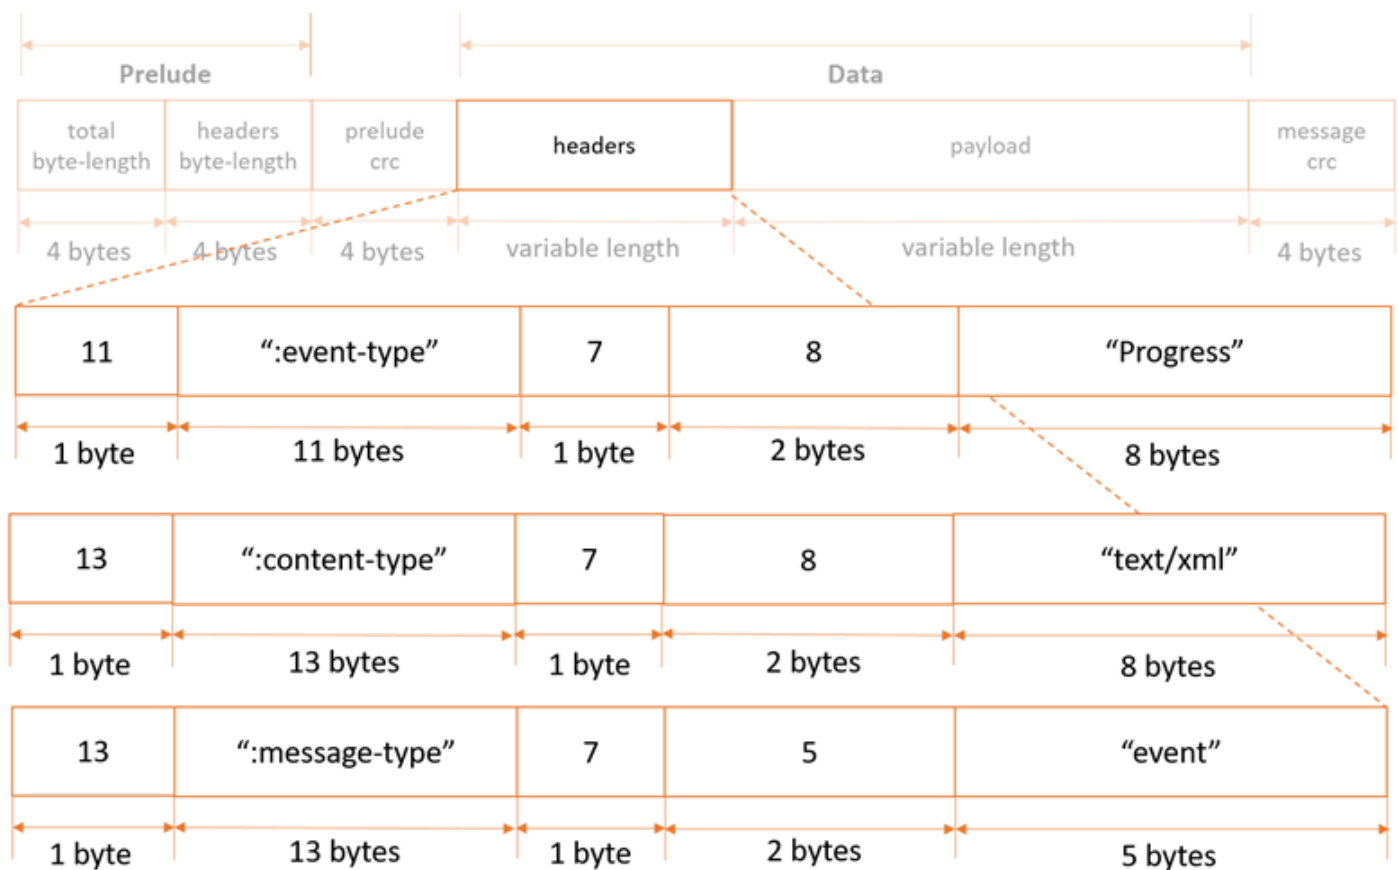 Prelude
Data
total
byte-length
headers
byte-length
prelude
crc
headers
payload
message
crc
4 bytes
4 bytes
4 bytes
variable length
variable length
4 bytes
11
“:event-type”
7
8
“Progress”
1 byte
11 bytes
1 byte
2 bytes
8 bytes
13
“:content-type”
7
8
“text/xml”
1 byte
13 bytes
1 byte
2 bytes
8 bytes
13
“:message-type”
7
5
“event”
1 byte
13 bytes
1 byte
2 bytes
5 bytes